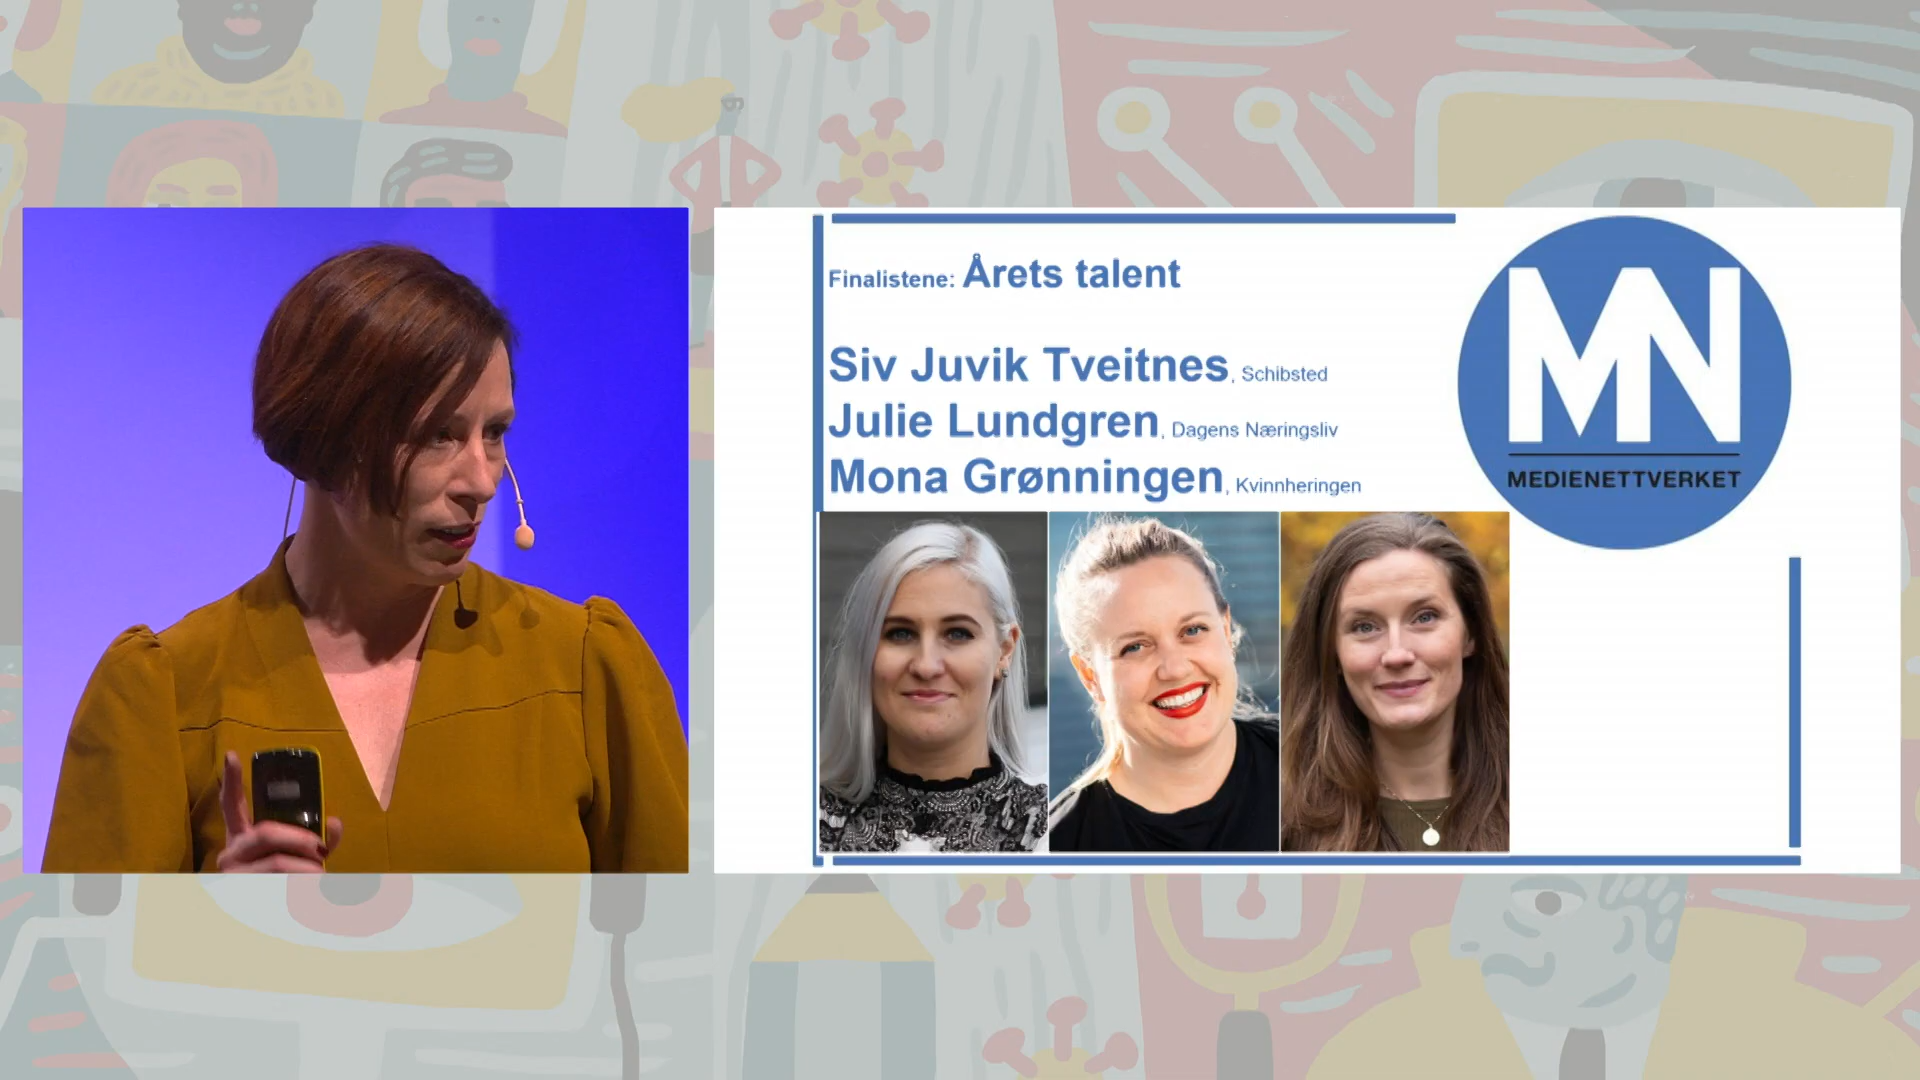 Finalistene: Årets talent
Siv Juvik Tveitnes, Schibsted
Julie Lundgren, Dagens Næringsliv
Mona Grønningen, Kvinnheringen
MN
MEDIENETTVERKET